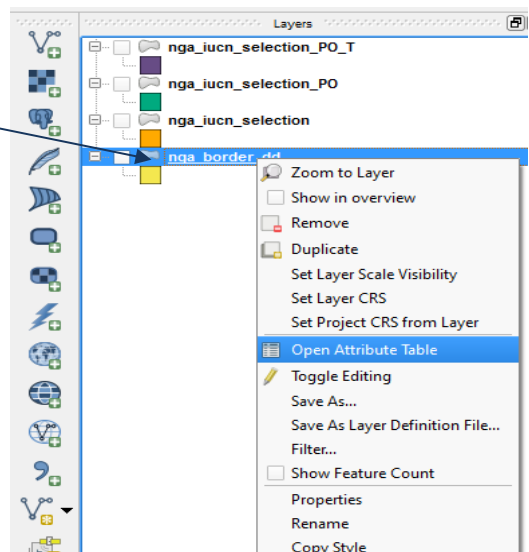 Layers
nga_iucn_selection_PO_T
nga_iucn_selection_PO
nga_iucn_selection
nga_border_dd
Zoom to Layer
Show in overview
Remove
Duplicate
Set Layer Scale Visibility
Set Layer CRS
Set Project CRS from Layer
Open Attribute Table
Toggle Editing
Save As...
Save As Layer Definition File...
Filter...
Show Feature Count
Properties
Rename
Copy Style